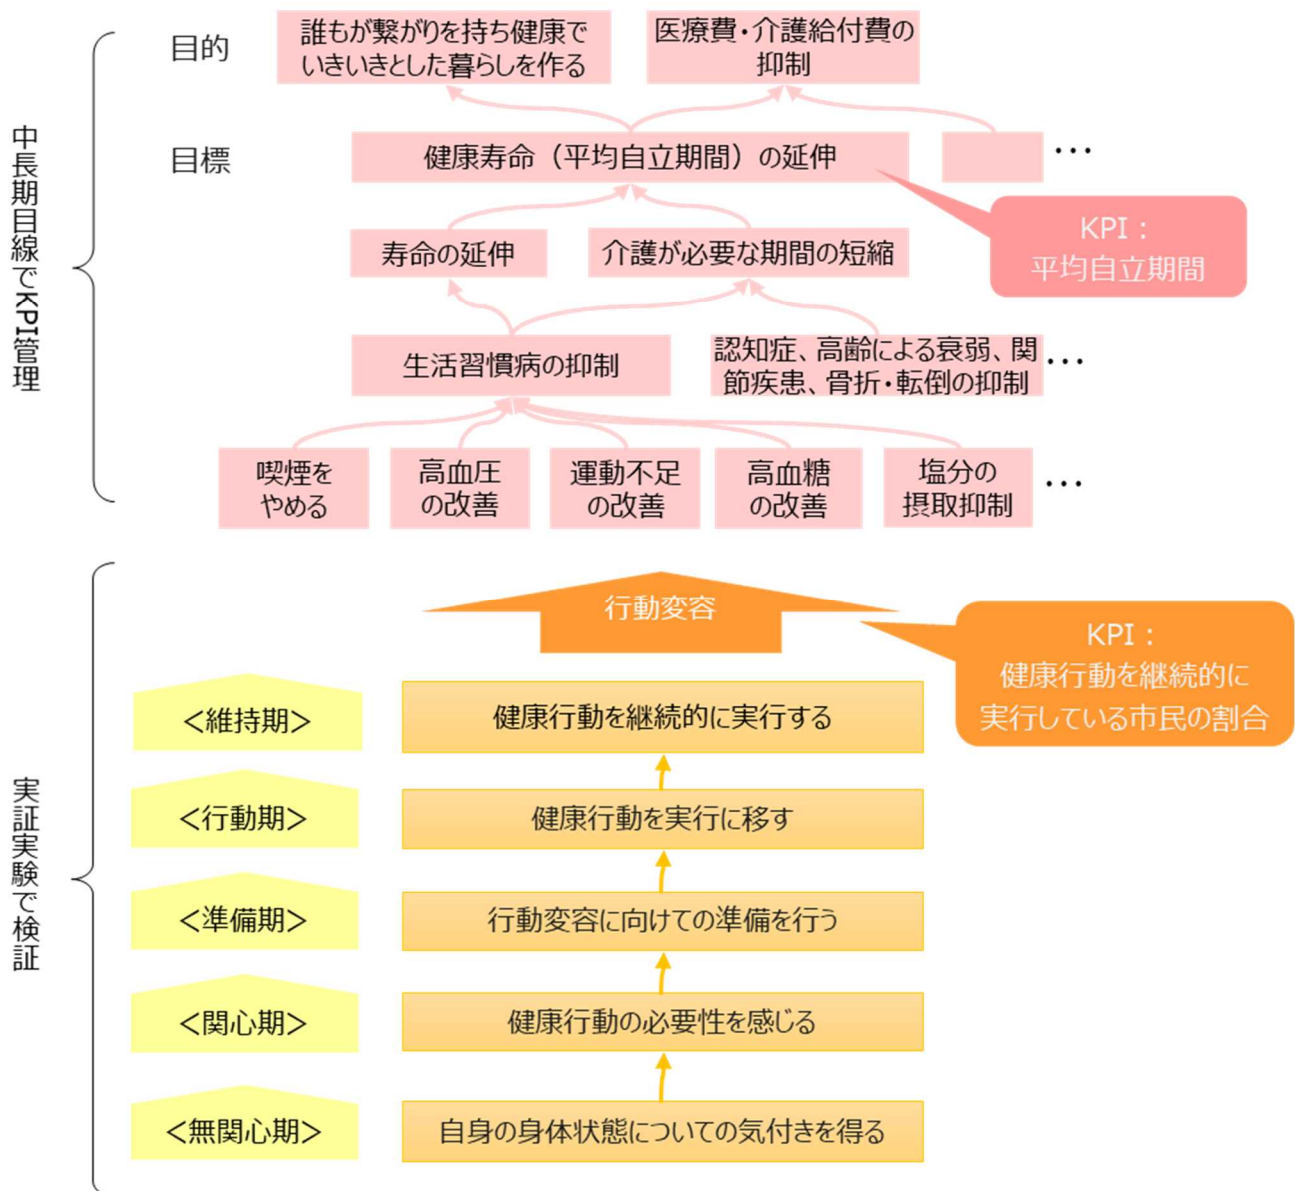 目的
誰もが繋がりを持ち健康で
いきいきとした暮らしを作る
医療費・介護給付費の
抑制
目標
健康寿命（平均自立期間）の延伸
…
KPI：
平均自立期間
中長期目線でKPI管理
寿命の延伸
介護が必要な期間の短縮
生活習慣病の抑制
認知症、高齢による衰弱、関
節疾患、骨折・転倒の抑制
…
喫煙を
やめる
高血圧
の改善
運動不足
の改善
高血糖
の改善
塩分の
摂取抑制
…
行動変容
KPI：
健康行動を継続的に
実行している市民の割合
実証実験で検証
＜維持期＞
健康行動を継続的に実行する
＜行動期＞
健康行動を実行に移す
＜準備期＞
行動変容に向けての準備を行う
＜関心期＞
健康行動の必要性を感じる
＜無関心期＞
自身の身体状態についての気付きを得る